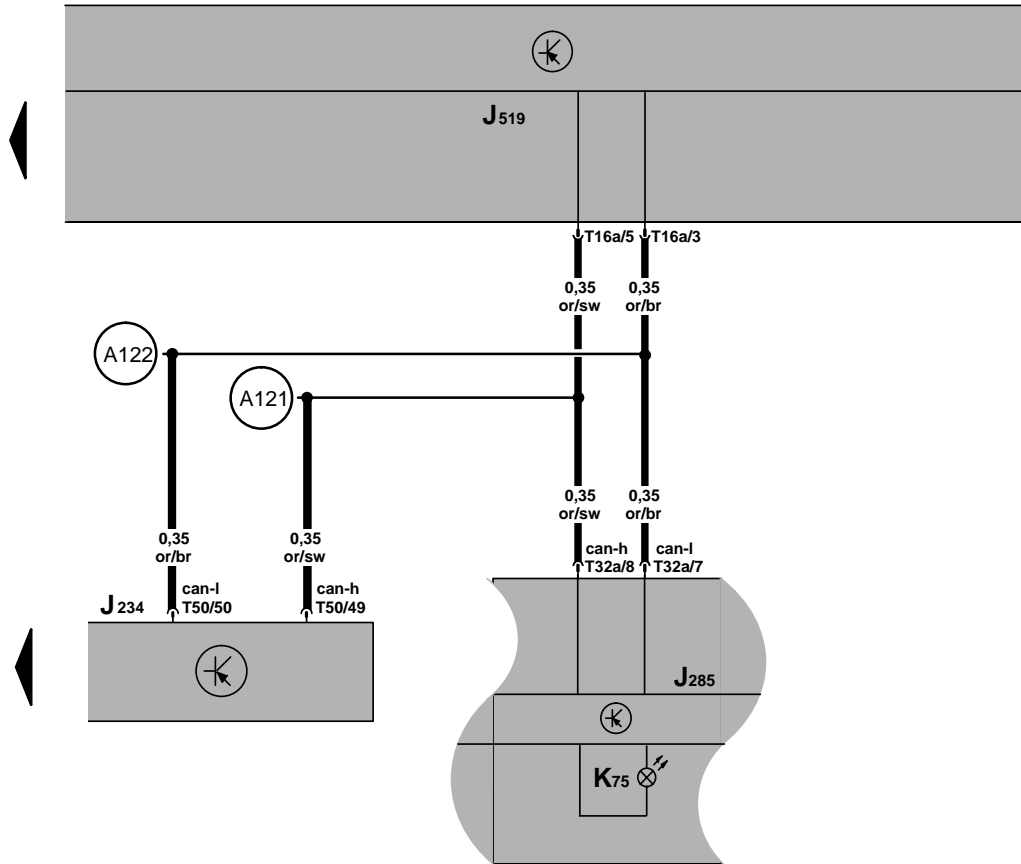 J519
T16a/5 T16a/3
0,35 0,35
or/sw or/br
A122
A121
0,35 0,35
or/sw or/br
0,35 0,35
or/br or/sw
can-h can-l
T32a/8 T32a/7
can-l can-h
J234 T50/50 T50/49
J285
K75